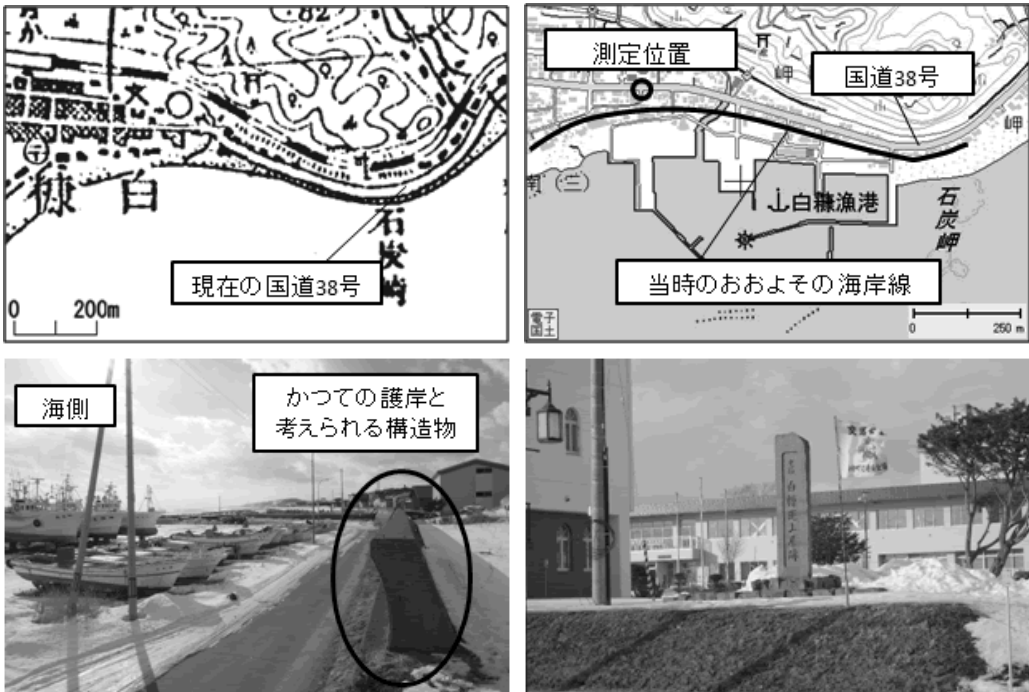 82
文
〒
白糠
石炭崎
現在の国道38号
0 200m
測定位置
国道38号
岬
岬
石炭岬
白糠漁港
当時のおおよその海岸線
電子
国土
0 250 m
海側
かつての護岸と
考えられる構造物